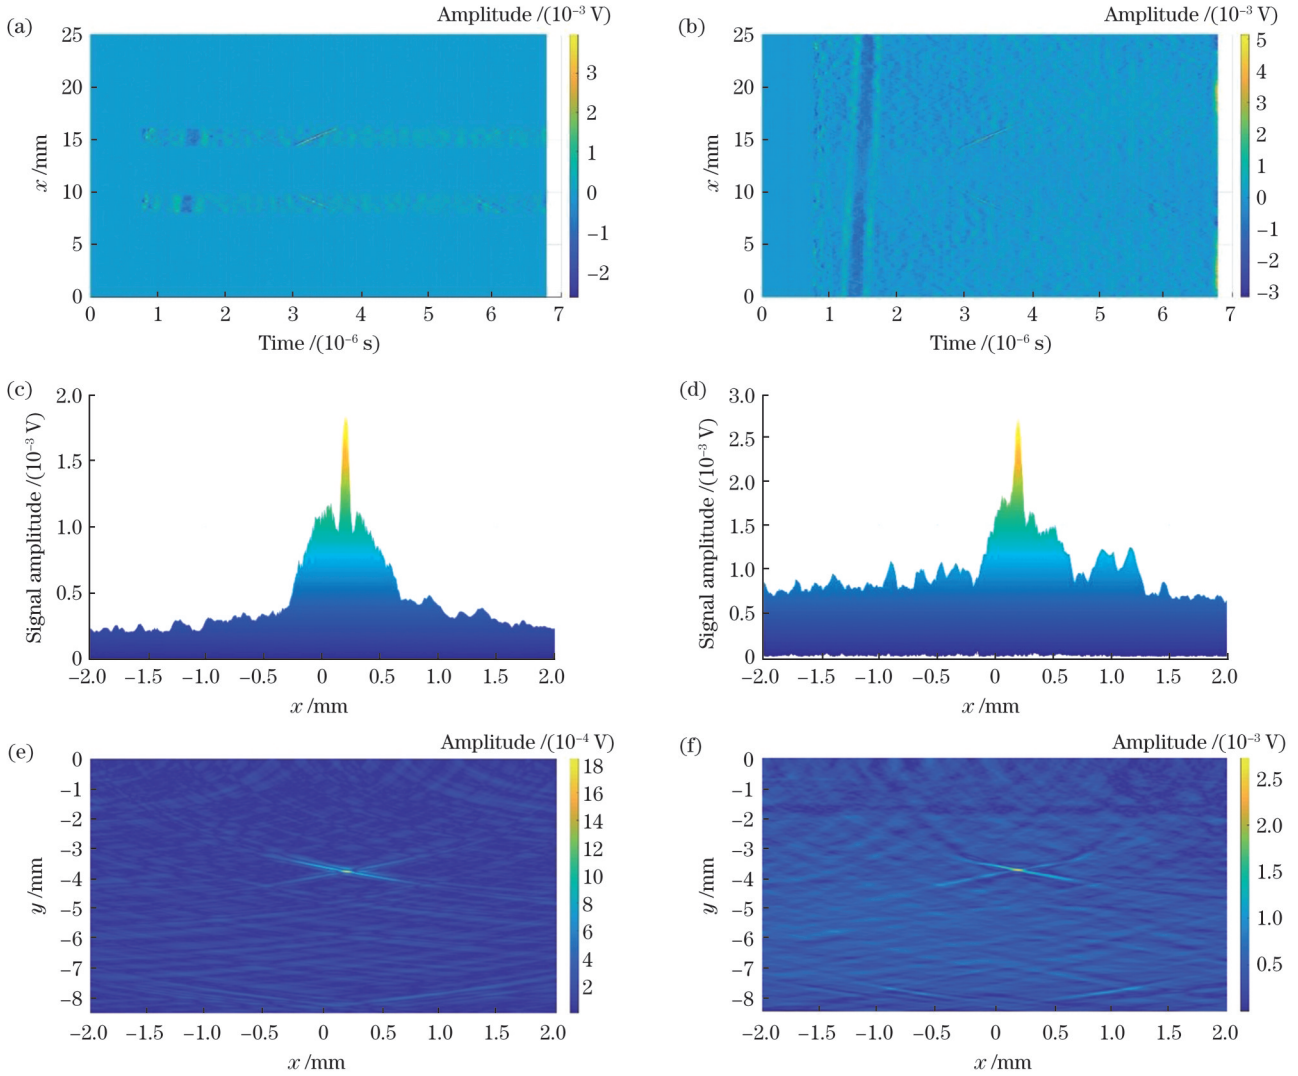 (a)
Amplitude /(10⁻³ V)
25
20
15
10
5
0
x /mm
0 1 2 3 4 5 6 7
Time /(10⁻⁶ s)
3
2
1
0
−1
−2
(b)
Amplitude /(10⁻³ V)
25
20
15
10
5
0
x /mm
0 1 2 3 4 5 6 7
Time /(10⁻⁶ s)
5
4
3
2
1
0
−1
−2
−3
(c)
2.0
1.5
1.0
0.5
0
Signal amplitude /(10⁻³ V)
−2.0 −1.5 −1.0 −0.5 0 0.5 1.0 1.5 2.0
x /mm
(d)
3.0
2.5
2.0
1.5
1.0
0.5
0
Signal amplitude /(10⁻³ V)
−2.0 −1.5 −1.0 −0.5 0 0.5 1.0 1.5 2.0
x /mm
(e)
Amplitude /(10⁻⁴ V)
0
−1
−2
−3
−4
−5
−6
−7
−8
y /mm
−2.0 −1.5 −1.0 −0.5 0 0.5 1.0 1.5 2.0
x /mm
18
16
14
12
10
8
6
4
2
(f)
Amplitude /(10⁻³ V)
0
−1
−2
−3
−4
−5
−6
−7
−8
y /mm
−2.0 −1.5 −1.0 −0.5 0 0.5 1.0 1.5 2.0
x /mm
2.5
2.0
1.5
1.0
0.5